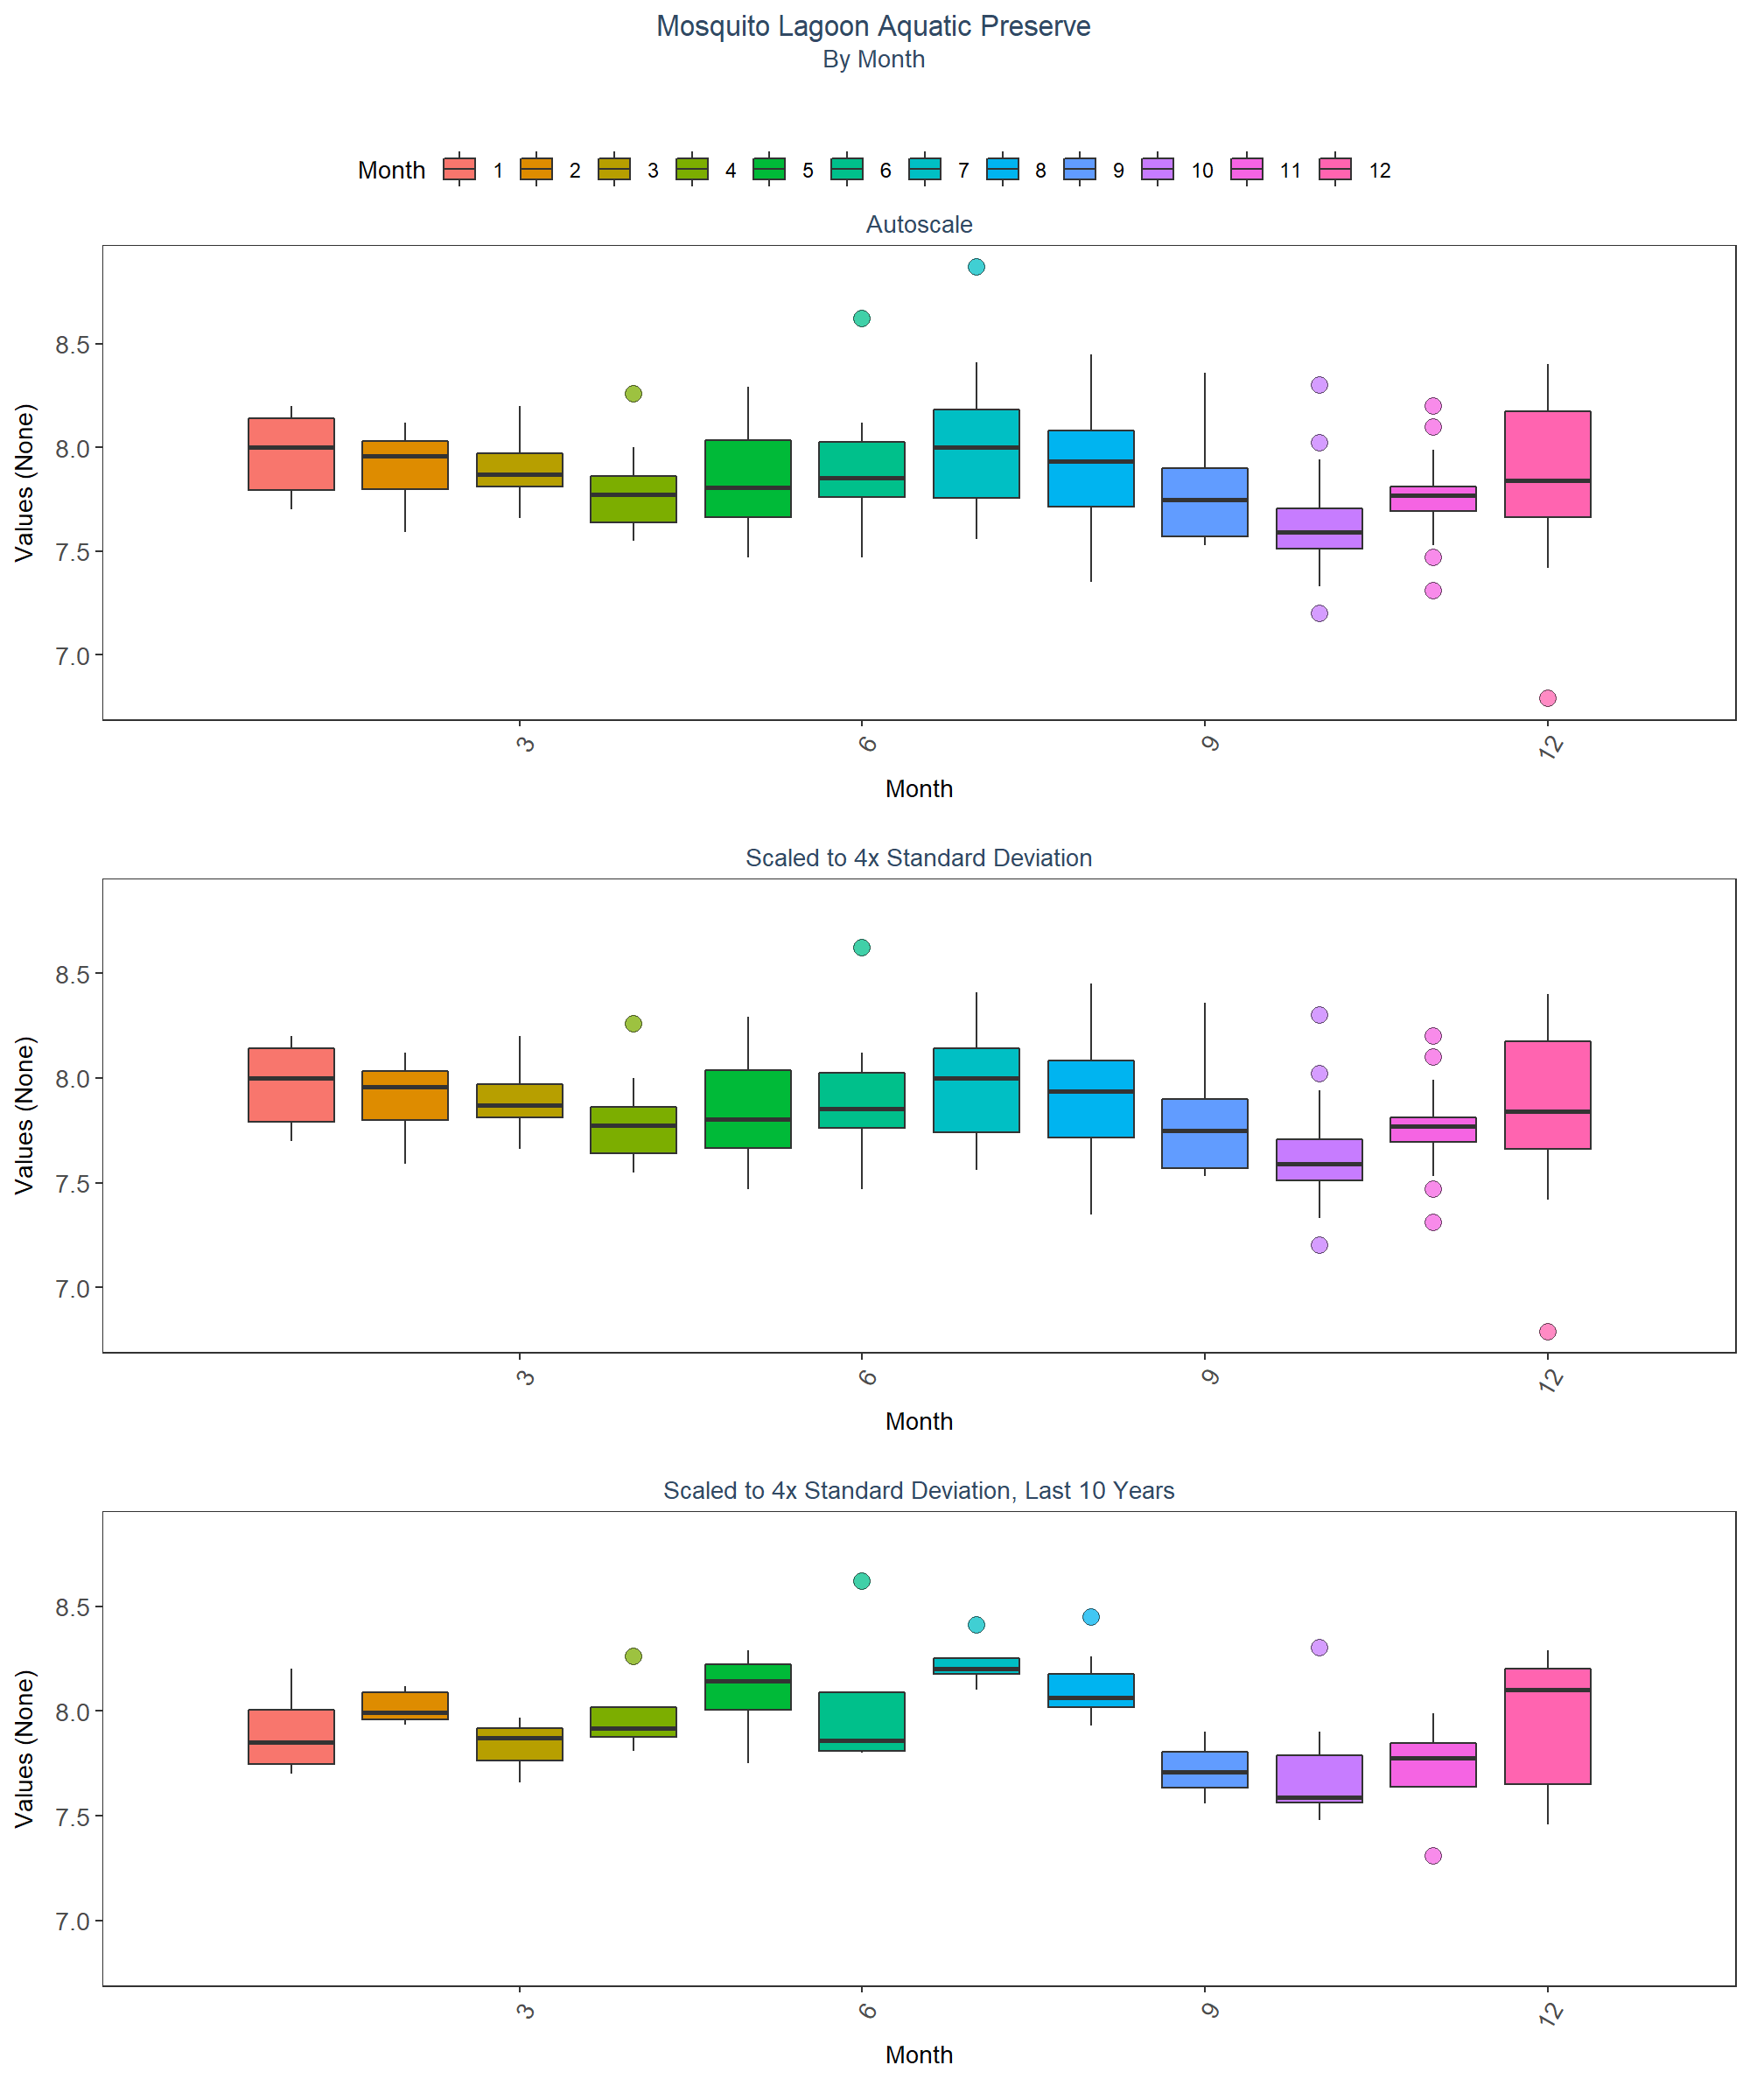 Mosquito Lagoon Aquatic Preserve
By Month
Month 1 2 3 4 5 6 7 8 9 10 11 12
Autoscale
Values (None)
8.5
8.0
7.5
7.0
3 6 9 12
Month
Scaled to 4x Standard Deviation
Values (None)
8.5
8.0
7.5
7.0
3 6 9 12
Month
Scaled to 4x Standard Deviation, Last 10 Years
Values (None)
8.5
8.0
7.5
7.0
3 6 9 12
Month